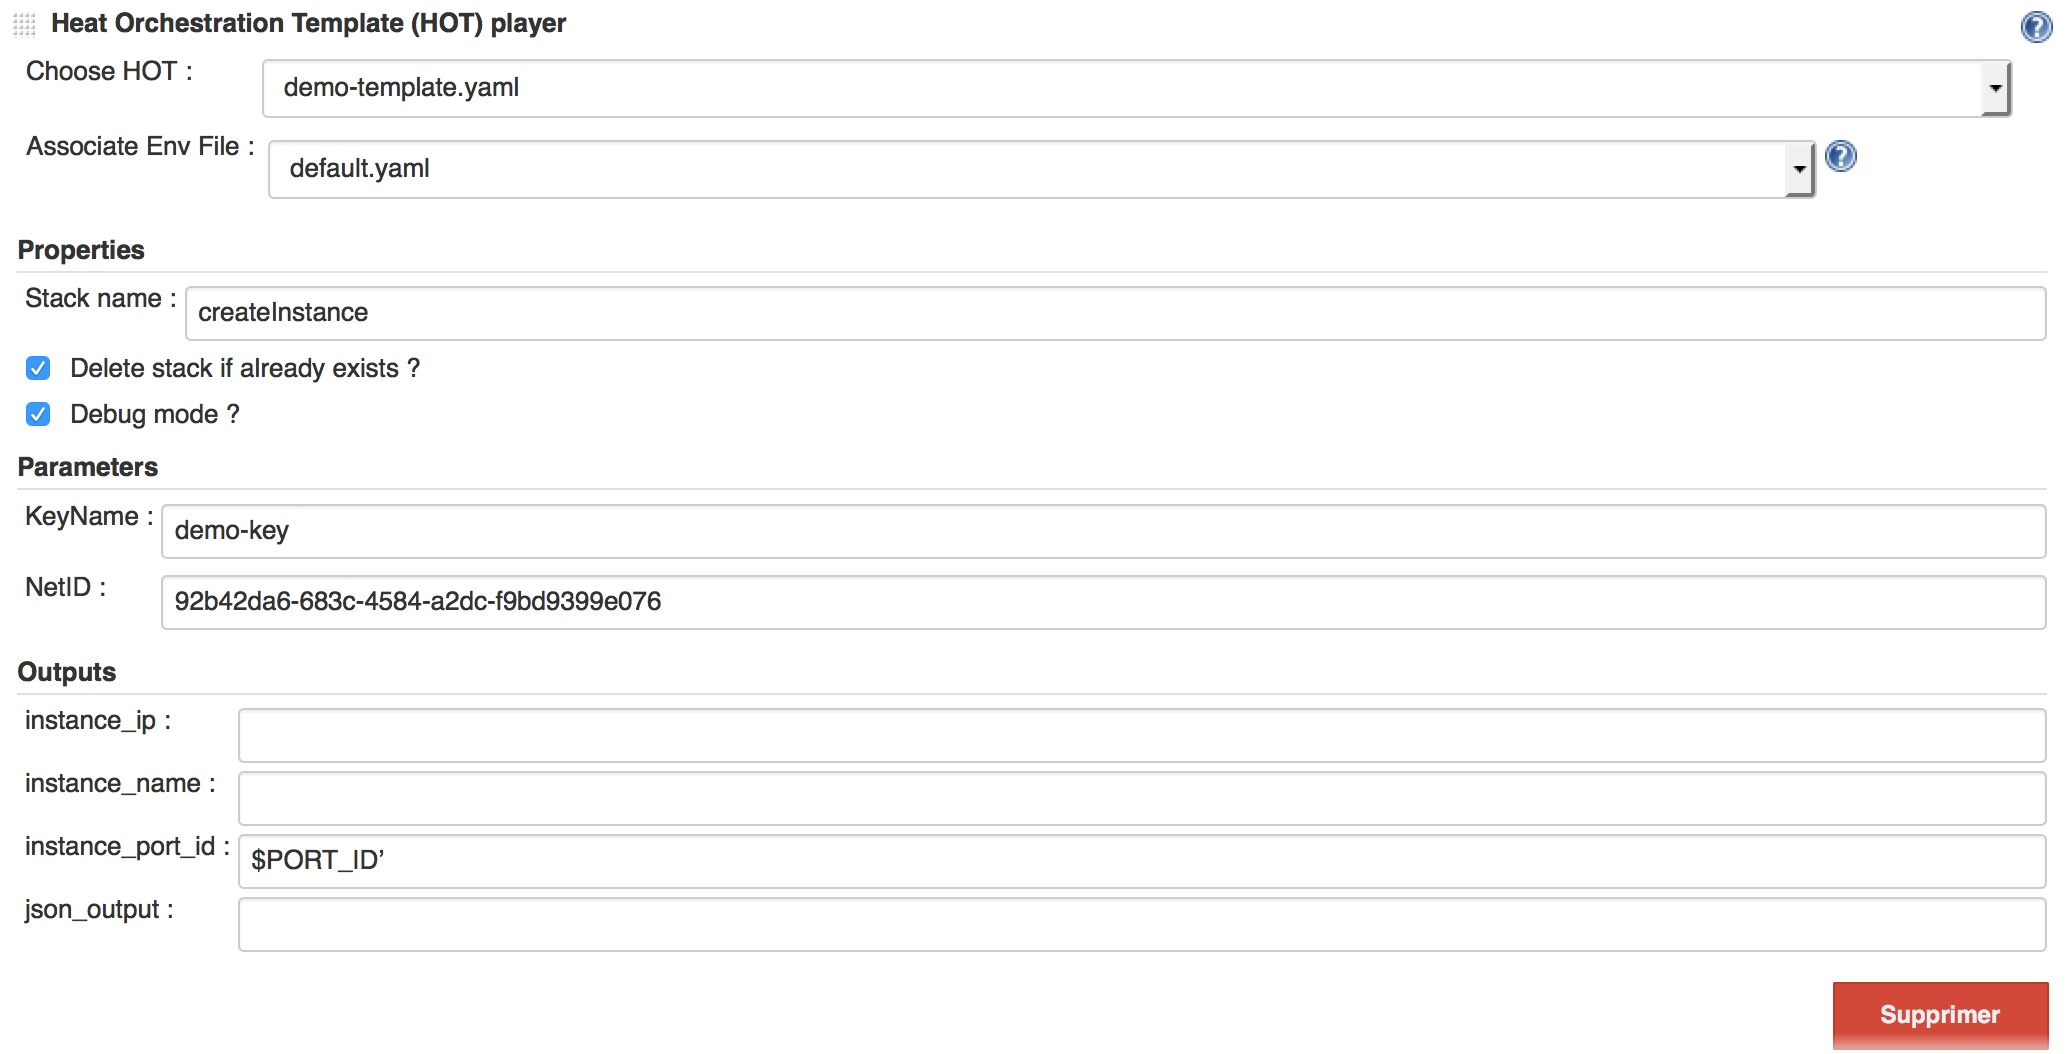 Heat Orchestration Template (HOT) player
Choose HOT :
demo-template.yaml
Associate Env File :
default.yaml
Properties
Stack name :
createInstance
Delete stack if already exists ?
Debug mode ?
Parameters
KeyName :
demo-key
NetID :
92b42da6-683c-4584-a2dc-f9bd9399e076
Outputs
instance_ip :
instance_name :
instance_port_id :
$PORT_ID’
json_output :
Supprimer